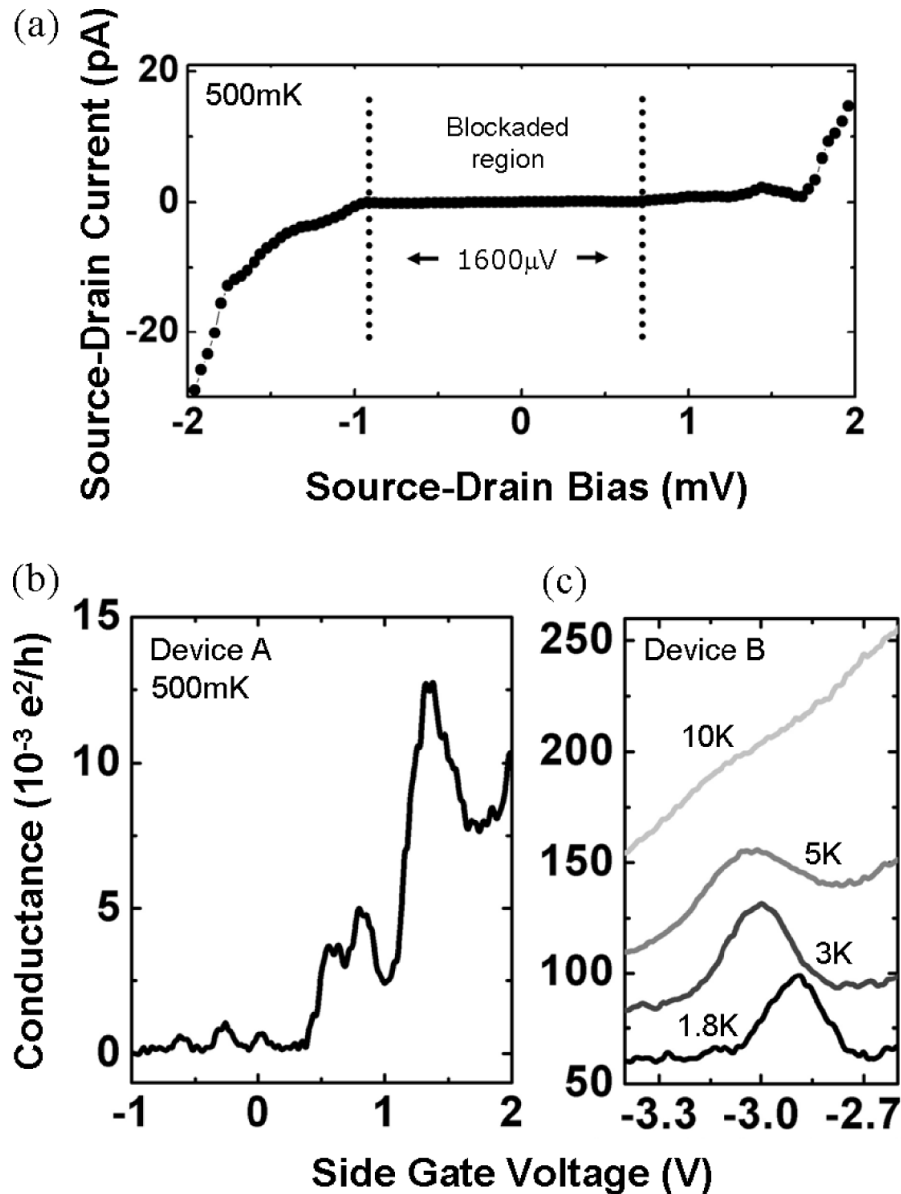 (a)
Source-Drain Current (pA)
20
0
-20
500mK
Blockaded
region
1600μV
-2
-1
0
1
2
Source-Drain Bias (mV)
(b)
Conductance (10⁻³ e²/h)
15
10
5
0
Device A
500mK
-1
0
1
2
(c)
250
200
150
100
50
Device B
10K
5K
3K
1.8K
-3.3
-3.0
-2.7
Side Gate Voltage (V)